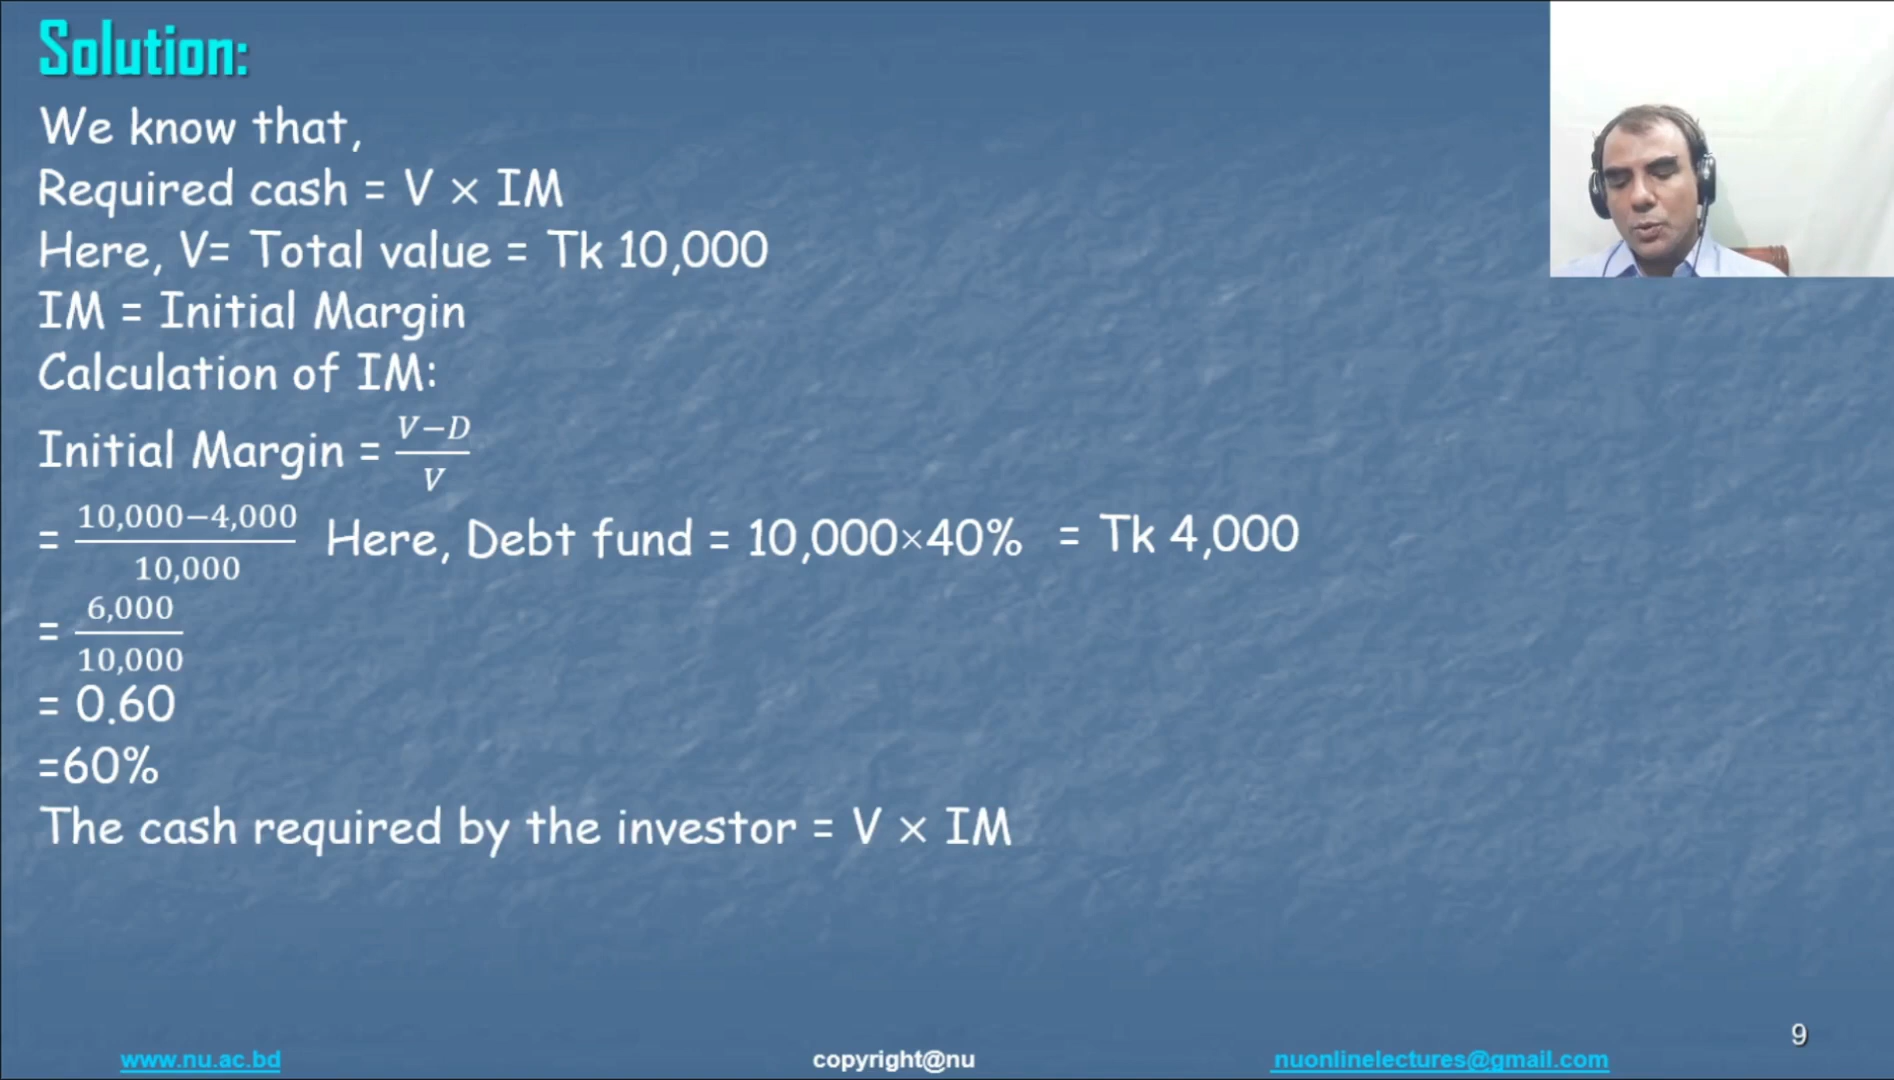 Solution:
We know that,
Required cash = V × IM
Here, V= Total value = Tk 10,000
IM = Initial Margin
Calculation of IM:
Initial Margin = \frac{V−D}{V}
= \frac{10,000−4,000}{10,000} Here, Debt fund = 10,000×40% = Tk 4,000
= \frac{6,000}{10,000}
= 0.60
=60%
The cash required by the investor = V × IM
9
www.nu.ac.bd copyright@nu nuonlinelectures@gmail.com